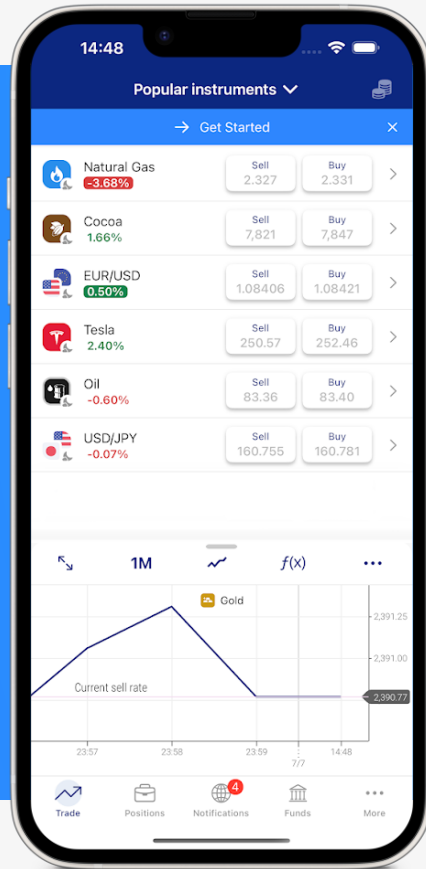 14:48
Popular instruments
→ Get Started ×
Natural Gas
-3.68%
Sell
2.327
Buy
2.331
Cocoa
1.66%
Sell
7,821
Buy
7,847
EUR/USD
0.50%
Sell
1.08406
Buy
1.08421
Tesla
2.40%
Sell
250.57
Buy
252.46
Oil
-0.60%
Sell
83.36
Buy
83.40
USD/JPY
-0.07%
Sell
160.755
Buy
160.781
1M
f(x)
Gold
2,391.25
2,391.00
Current sell rate
2,390.77
23:57
23:58
23:59
7/7
14:48
4
Trade
Positions
Notifications
Funds
More